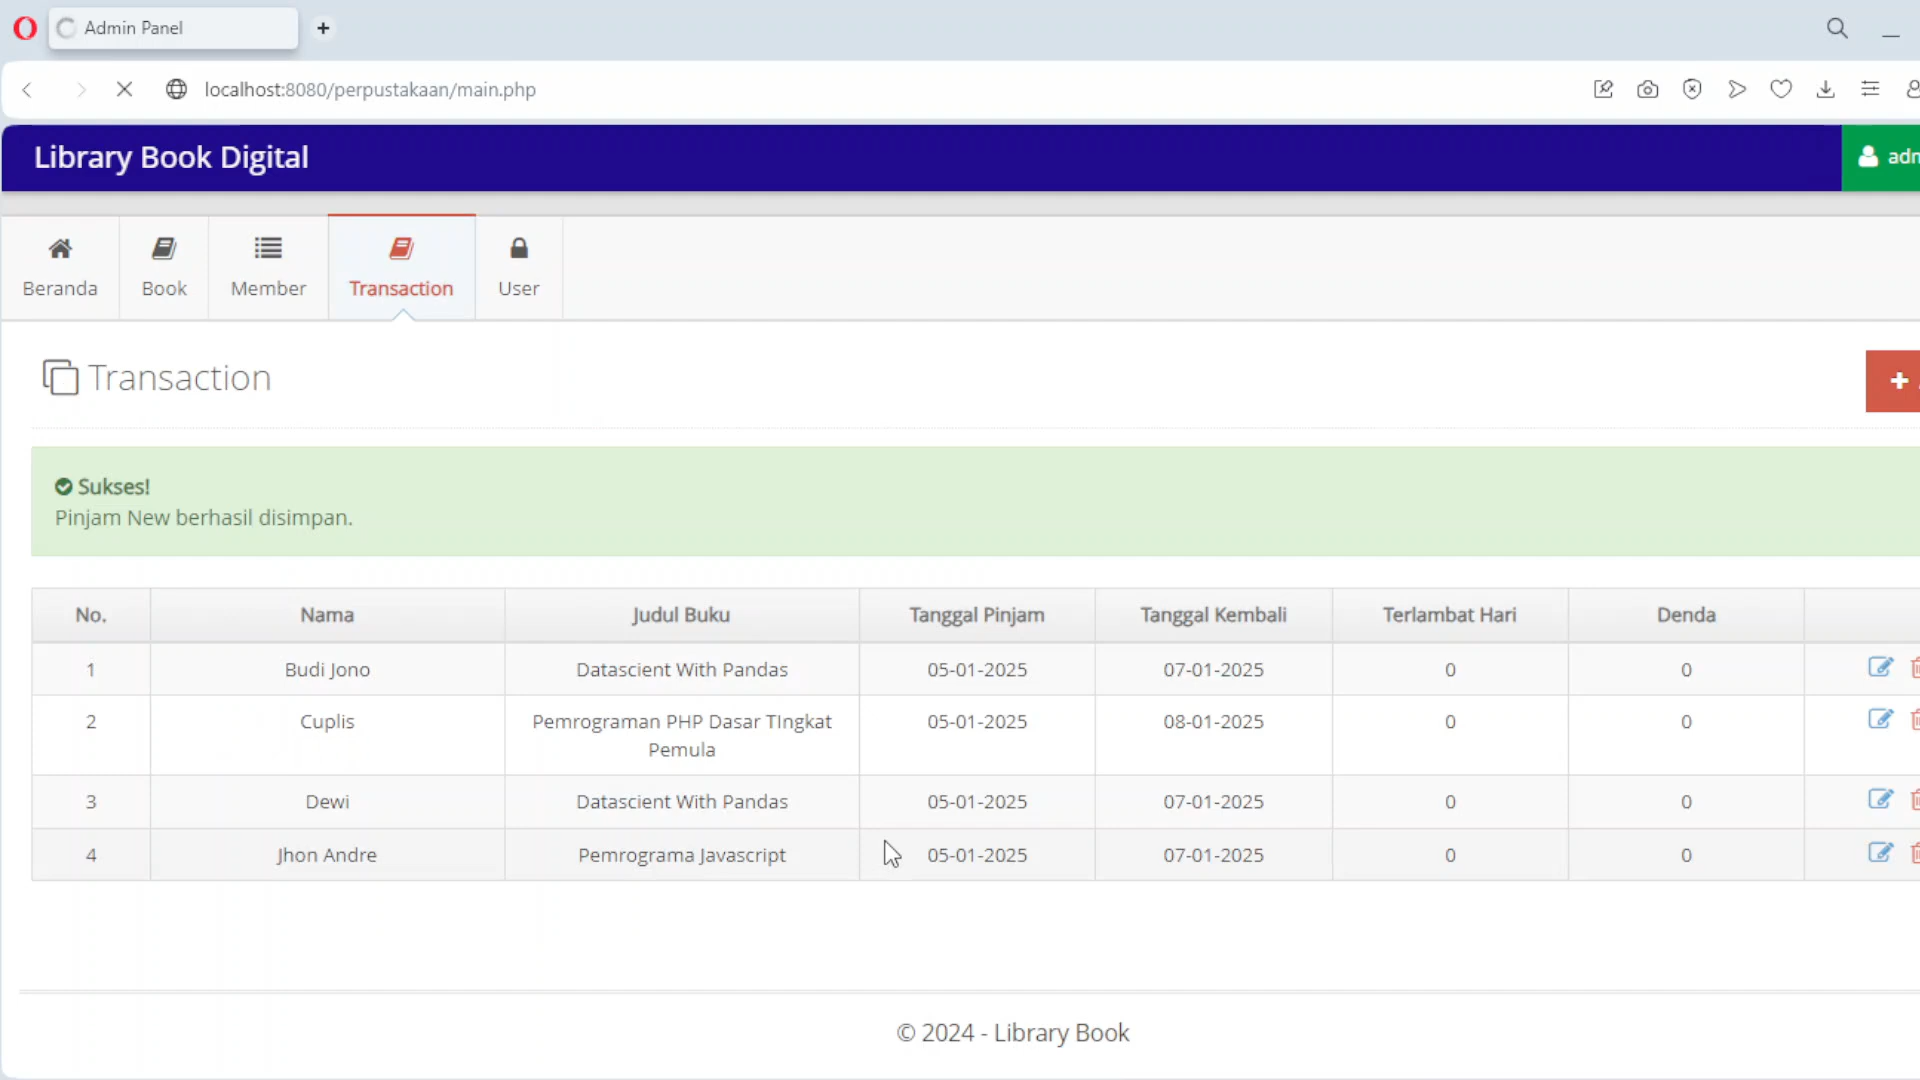 Admin Panel
localhost:8080/perpustakaan/main.php
Library Book Digital
Beranda
Book
Member
Transaction
User
Transaction
Sukses!
Pinjam New berhasil disimpan.
No. Nama Judul Buku Tanggal Pinjam Tanggal Kembali Terlambat Hari Denda
1 Budi Jono Datascient With Pandas 05-01-2025 07-01-2025 0 0
2 Cuplis Pemrograman PHP Dasar TIngkat 05-01-2025 08-01-2025 0 0
Pemula
3 Dewi Datascient With Pandas 05-01-2025 07-01-2025 0 0
4 Jhon Andre Pemrograma Javascript 05-01-2025 07-01-2025 0 0
© 2024 - Library Book